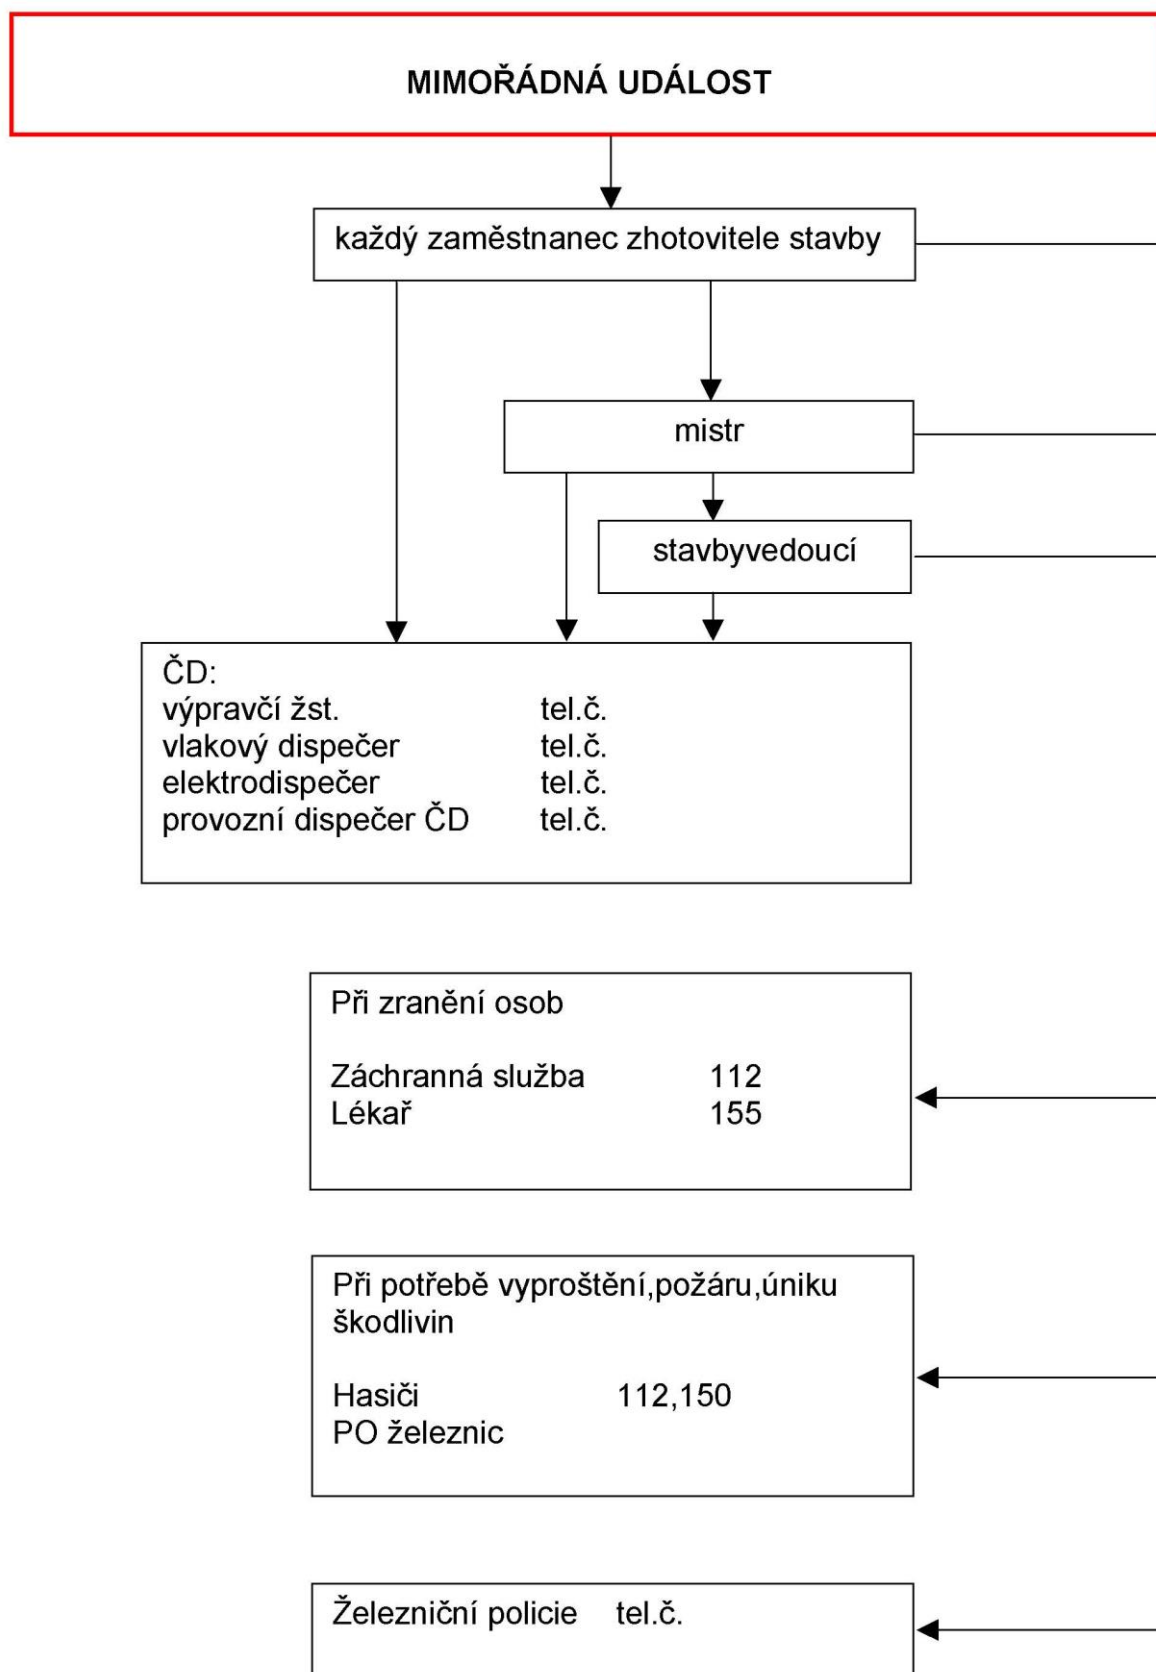 MIMOŘÁDNÁ UDÁLOST
každý zaměstnanec zhotovitele stavby
mistr
stavbyvedoucí
ČD:
výpravčí žst. tel.č.
vlakový dispečer tel.č.
elektrodispečer tel.č.
provozní dispečer ČD tel.č.
Při zranění osob
Záchranná služba 112
Lékař 155
Při potřebě vyproštění,požáru,úniku
škodlivin
Hasiči 112,150
PO železnic
Železniční policie tel.č.